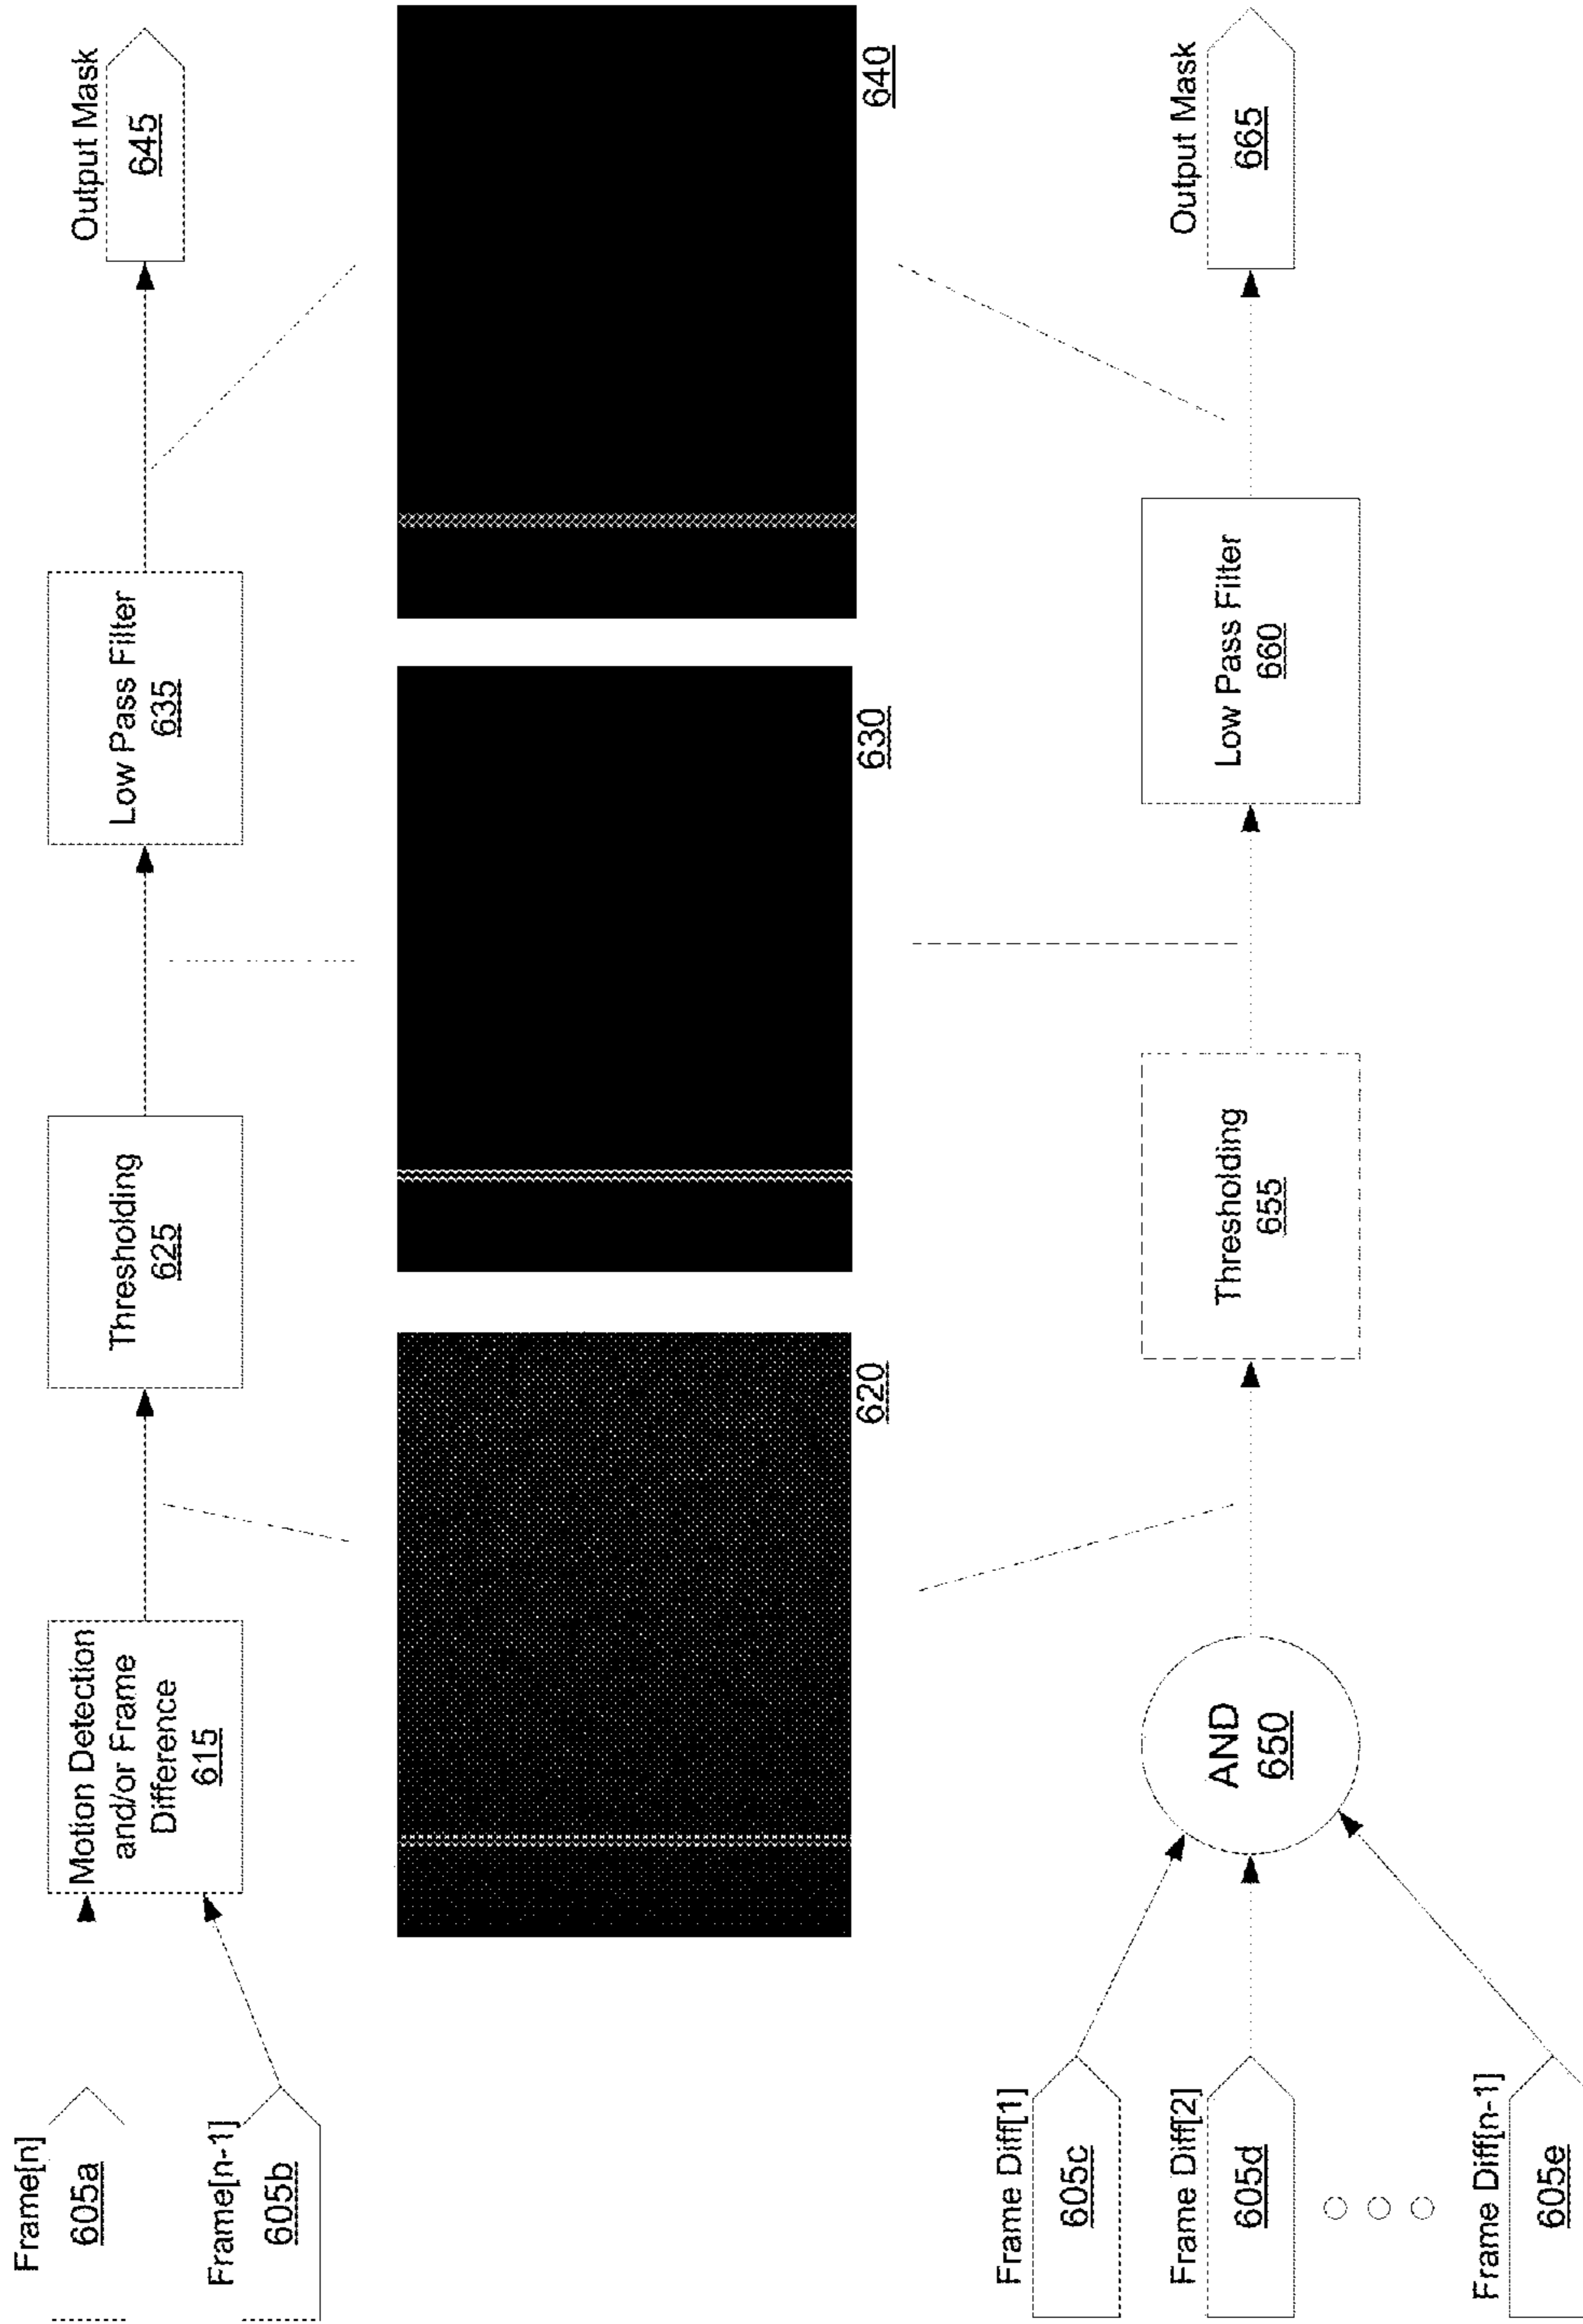 Frame[n]
605a
Frame[n-1]
605b
Motion Detection
and/or Frame
Difference
615
Thresholding
625
Low Pass Filter
635
Output Mask
645
620
630
640
Frame Diff[1]
605c
Frame Diff[2]
605d
Frame Diff[n-1]
605e
AND
650
Thresholding
655
Low Pass Filter
660
Output Mask
665